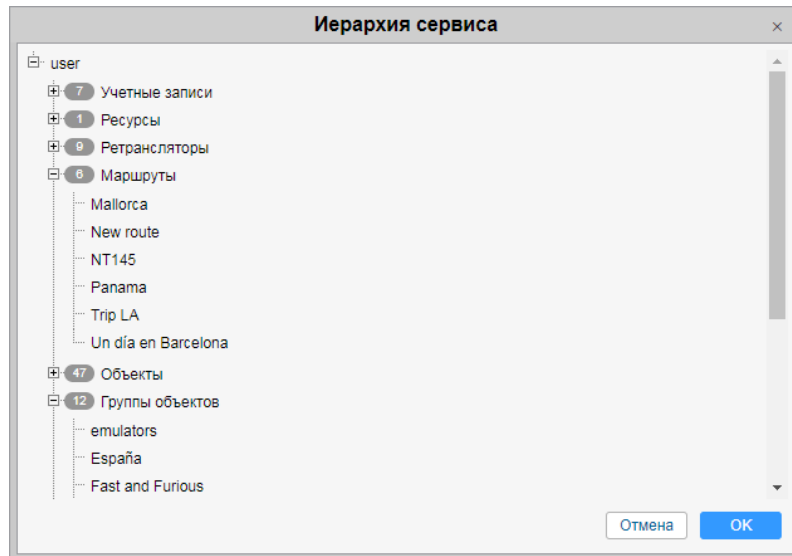 Иерархия сервиса ×
user
7 Учетные записи
1 Ресурсы
9 Ретрансляторы
6 Маршруты
Mallorca
New route
NT145
Panama
Trip LA
Un día en Barcelona
47 Объекты
12 Группы объектов
emulators
España
Fast and Furious
Отмена OK